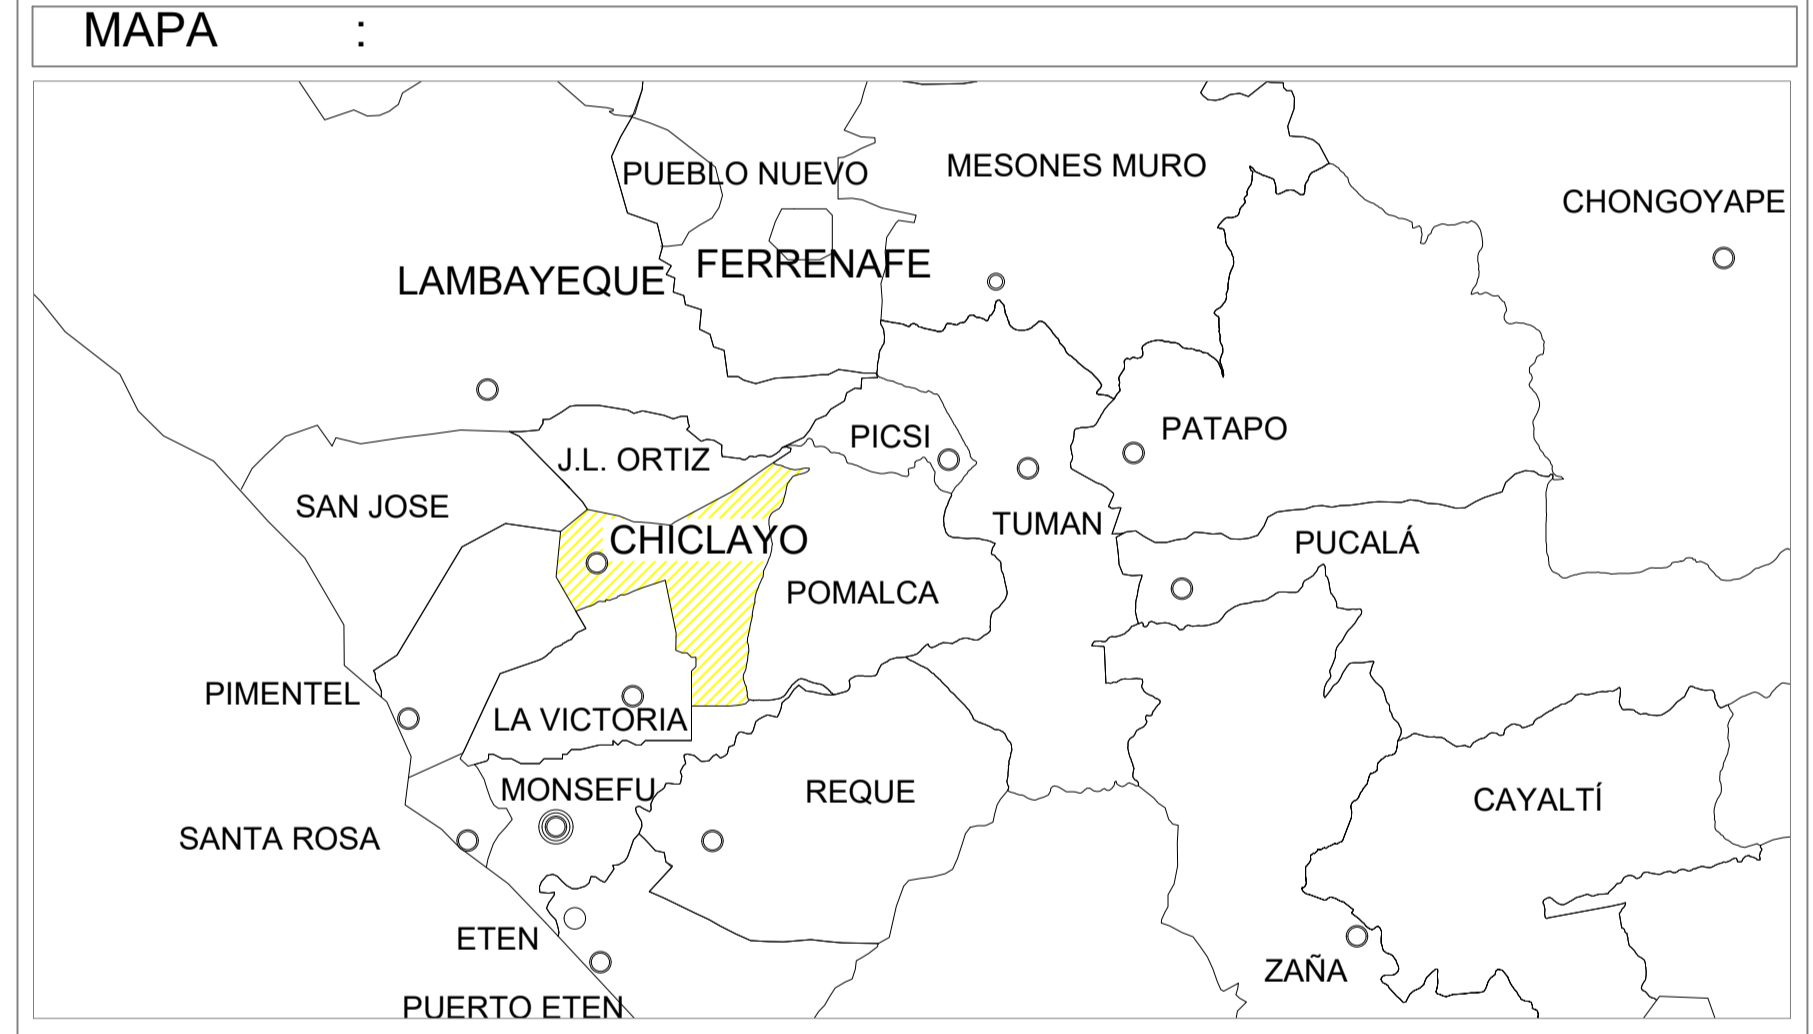 MAPA :
PUEBLO NUEVO
MESONES MURO
CHONGOYAPE
FERRENAFE
LAMBAYEQUE
PATAPO
PICSI
J.L. ORTIZ
SAN JOSE
TUMAN
CHICLAYO
PUCALÁ
POMALCA
PIMENTEL
LA VICTORIA
MONSEFU
REQUE
CAYALTÍ
SANTA ROSA
ETEN
ZAÑA
PUERTO ETEN